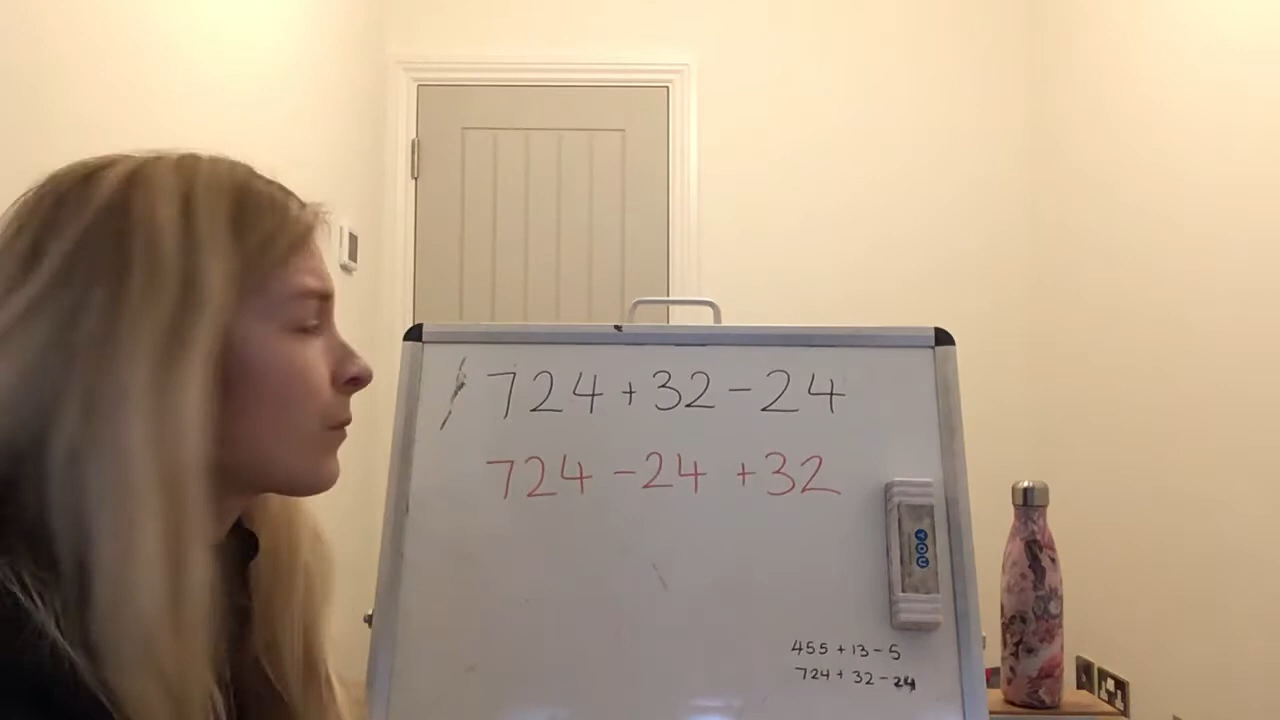 724 + 32 - 24
724 - 24 + 32
455 + 13 - 5
724 + 32 - 24